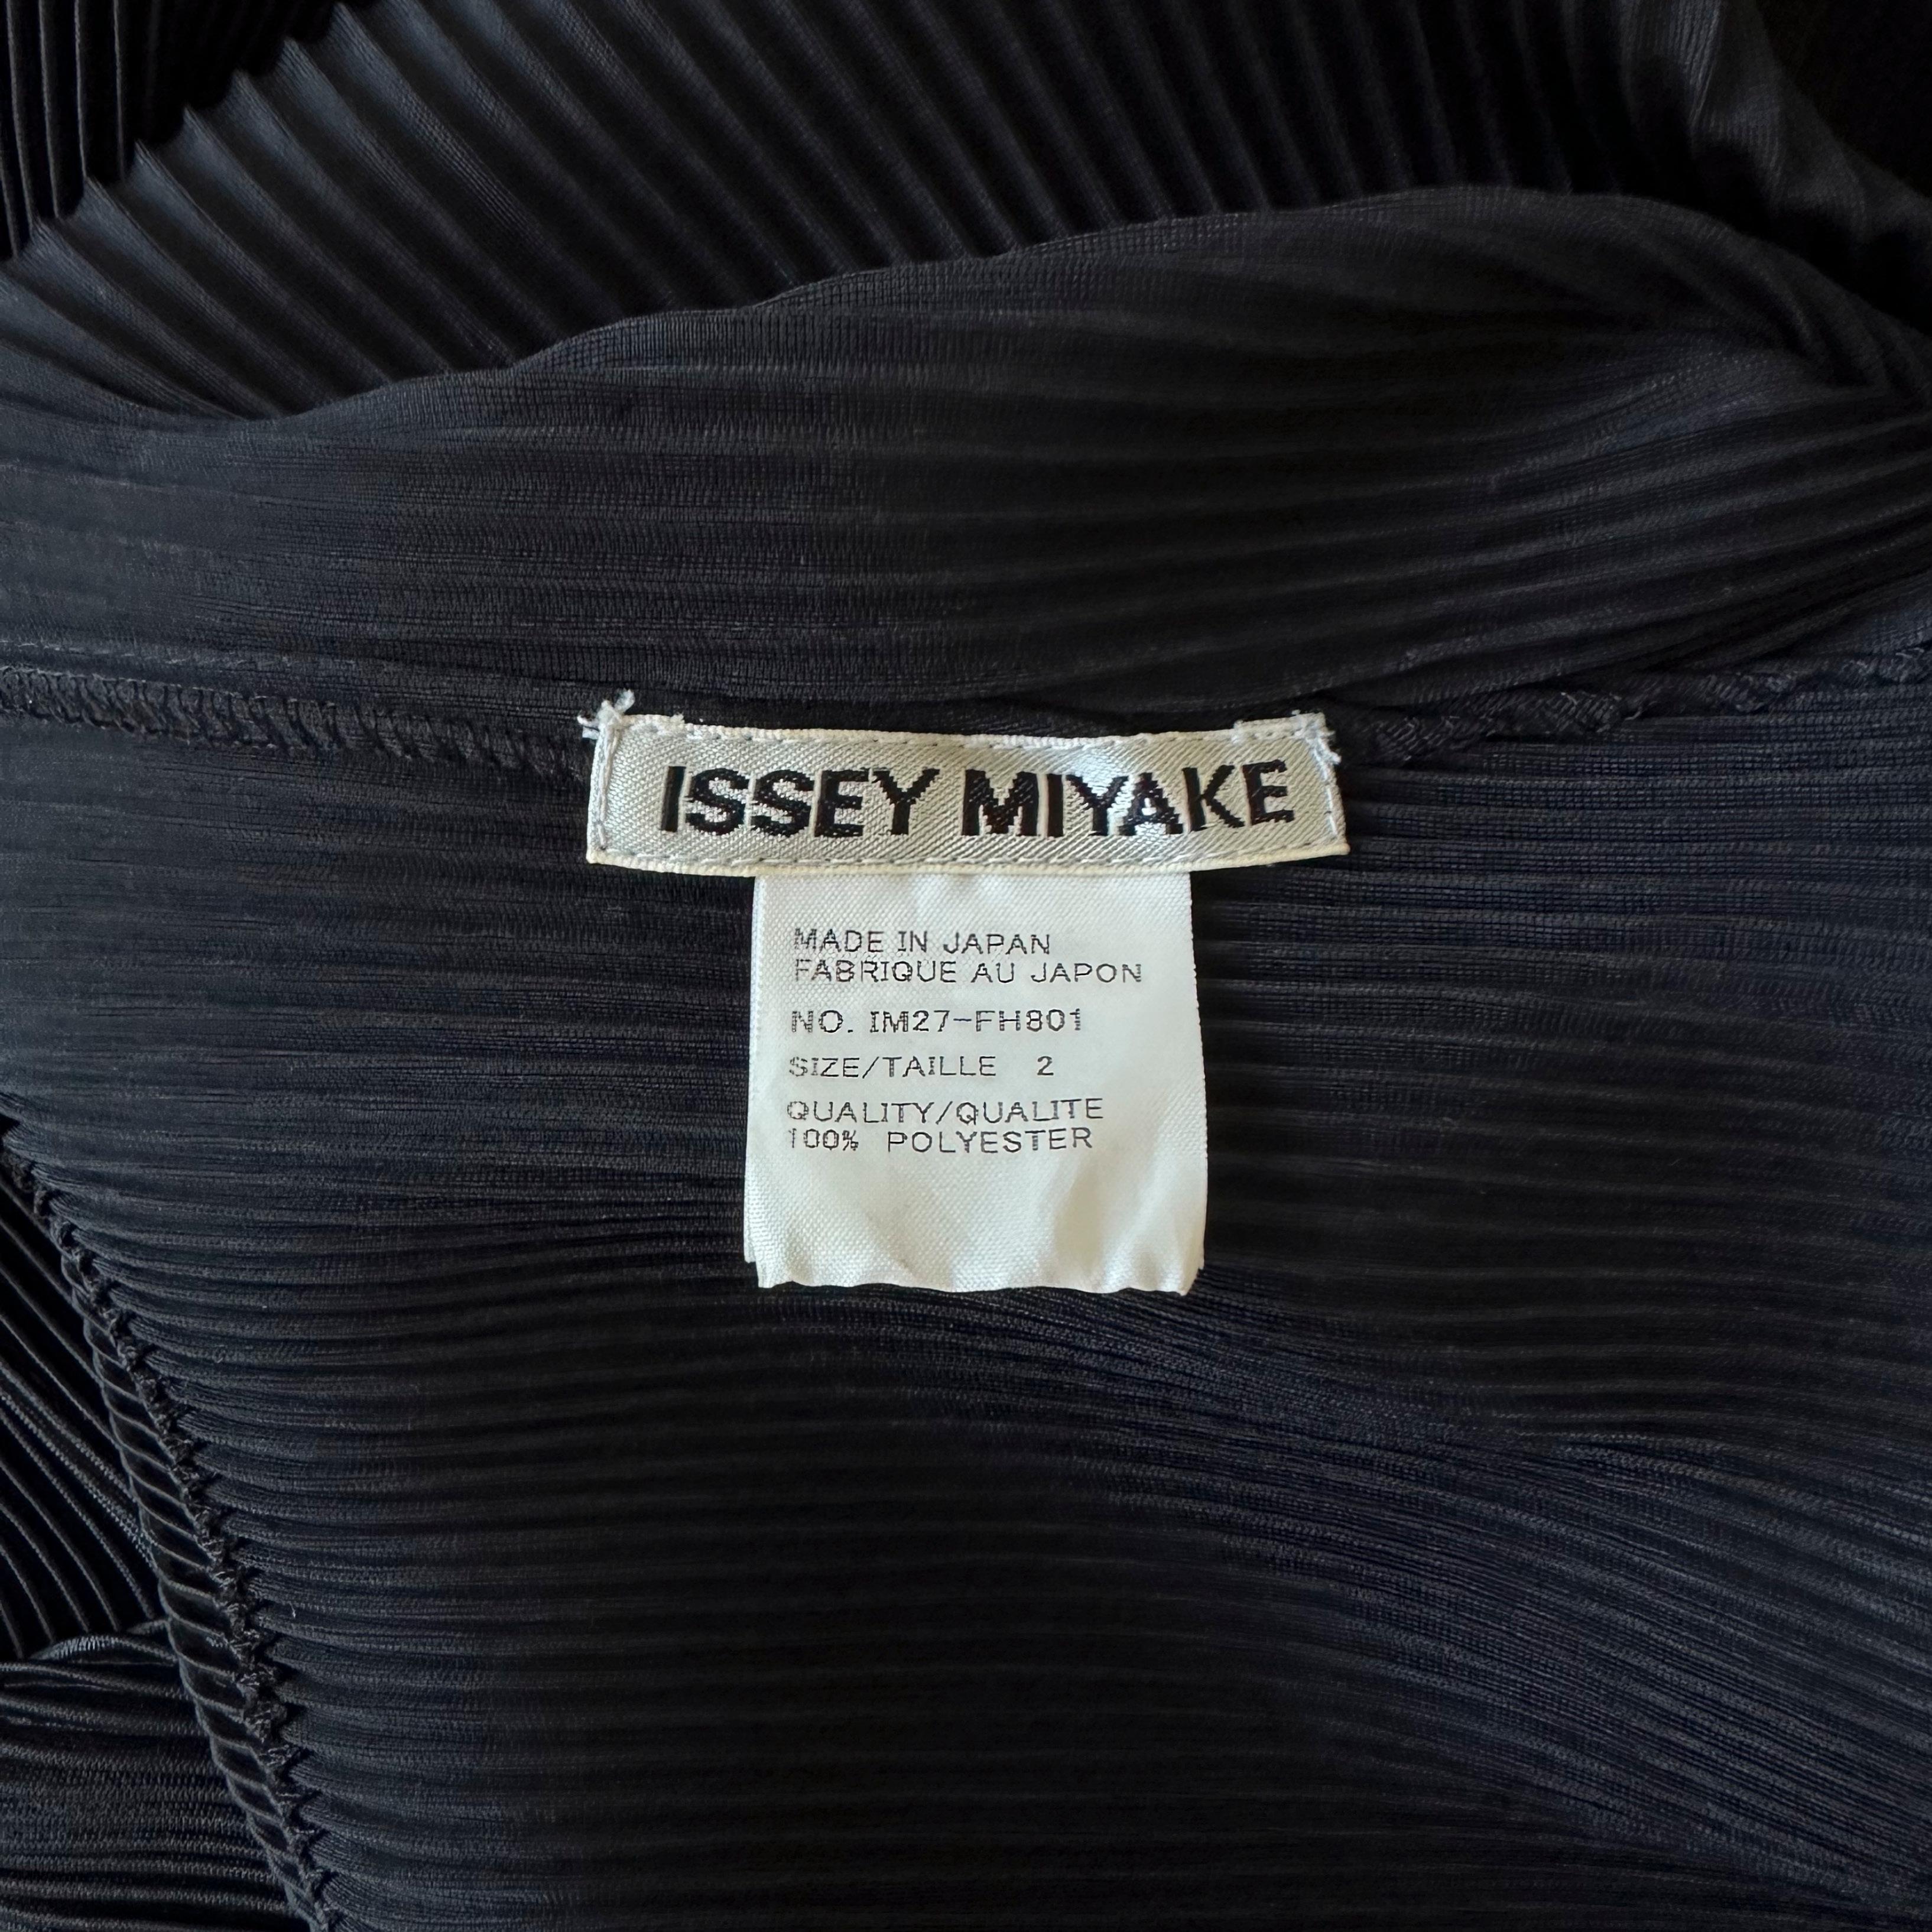 ISSEY MIYAKE
MADE IN JAPAN
FABRIQUE AU JAPON
NO. IM27-FH801
SIZE/TAILLE 2
QUALITY/QUALITE
100% POLYESTER